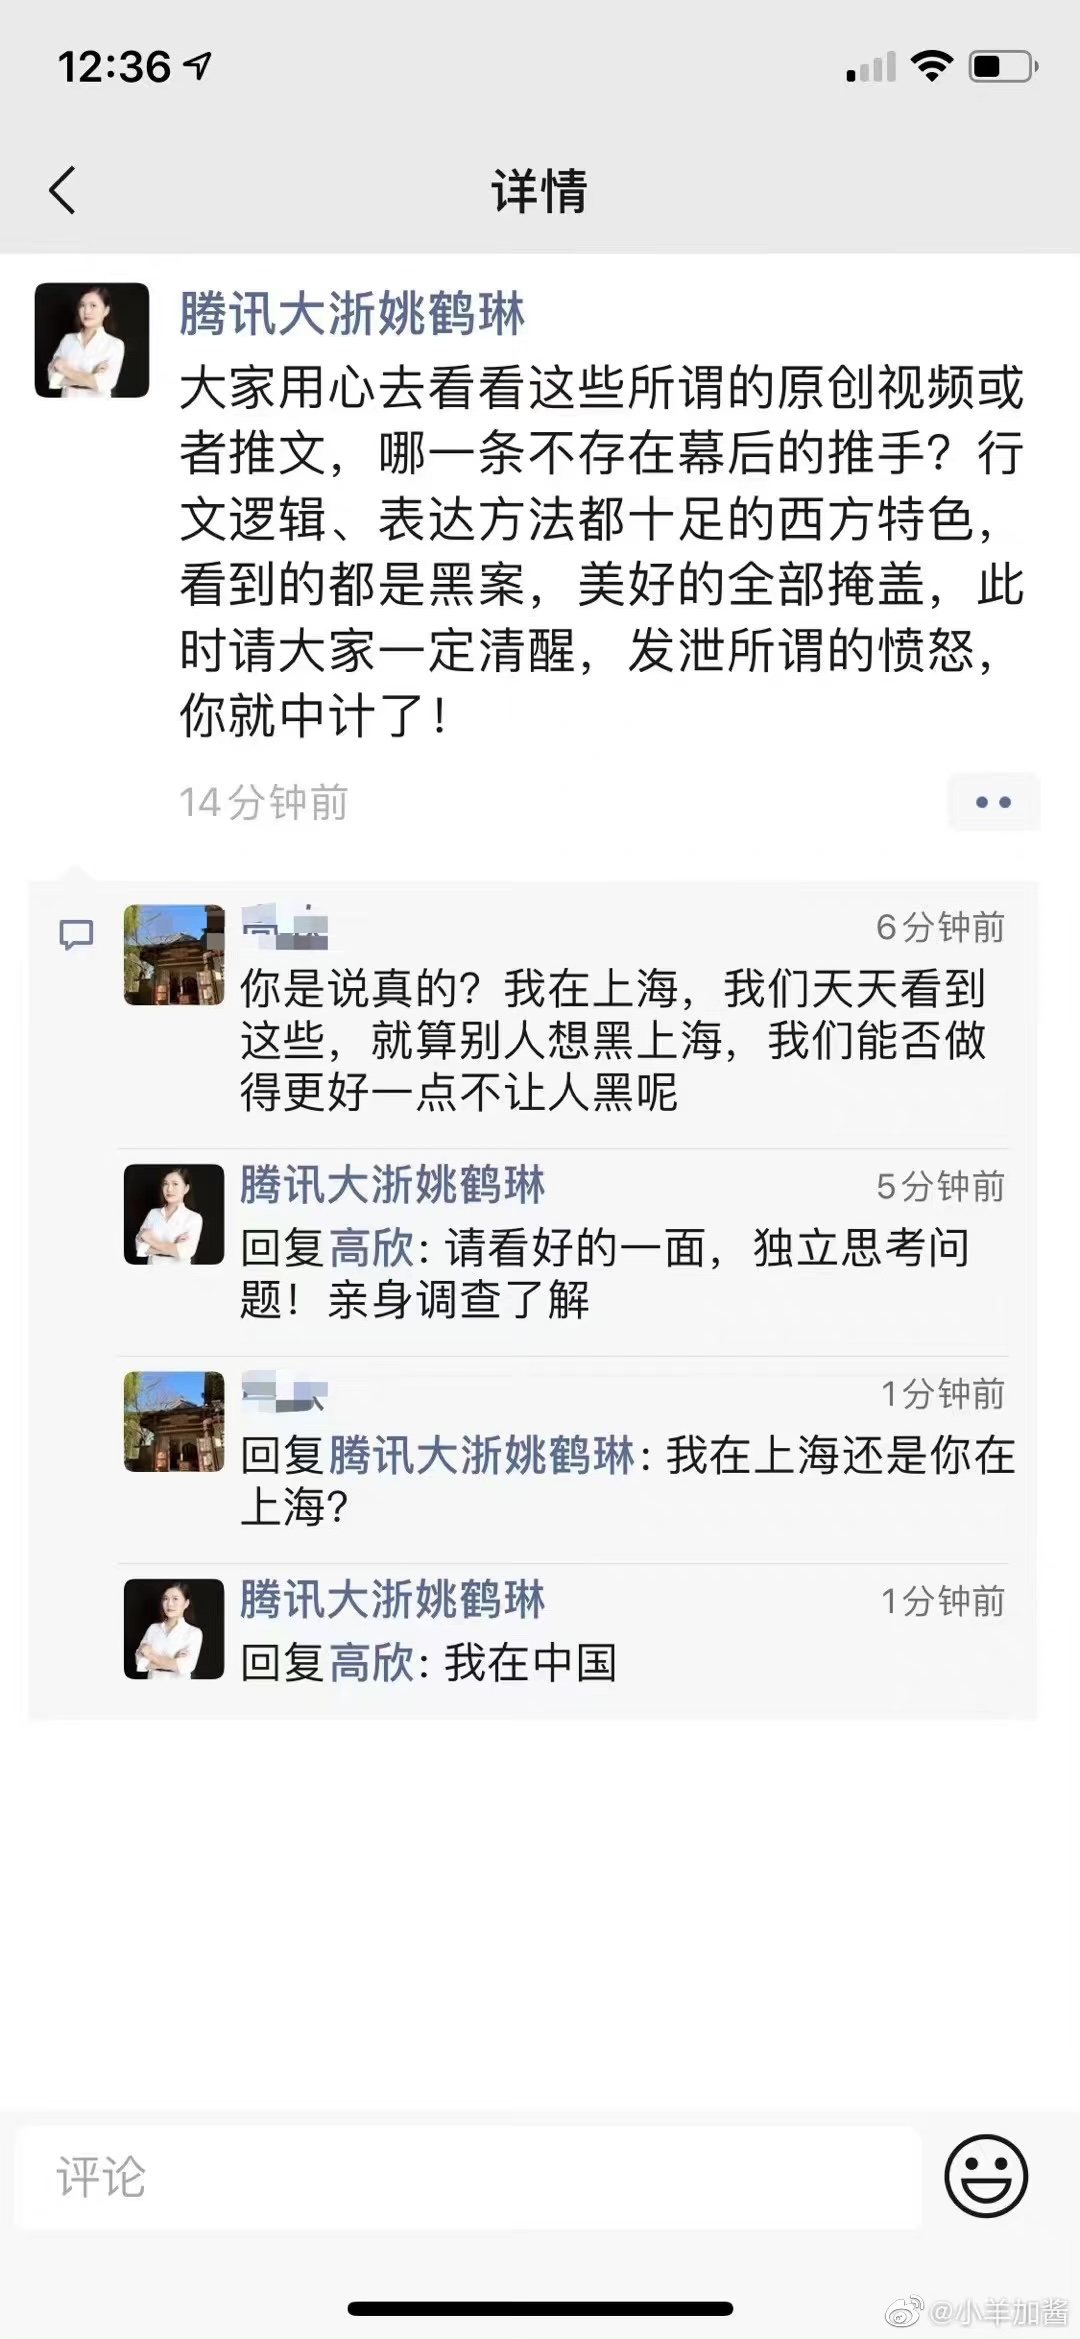 12:36
详情
腾讯大浙姚鹤琳
大家用心去看看这些所谓的原创视频或
者推文，哪一条不存在幕后的推手？行
文逻辑、表达方法都十足的西方特色，
看到的都是黑案，美好的全部掩盖，此
时请大家一定清醒，发泄所谓的愤怒，
你就中计了！
14分钟前
6分钟前
你是说真的？我在上海，我们天天看到
这些，就算别人想黑上海，我们能否做
得更好一点不让人黑呢
腾讯大浙姚鹤琳
5分钟前
回复高欣：请看好的一面，独立思考问
题！亲身调查了解
1分钟前
回复腾讯大浙姚鹤琳：我在上海还是你在
上海？
腾讯大浙姚鹤琳
1分钟前
回复高欣：我在中国
评论
@小羊加酱